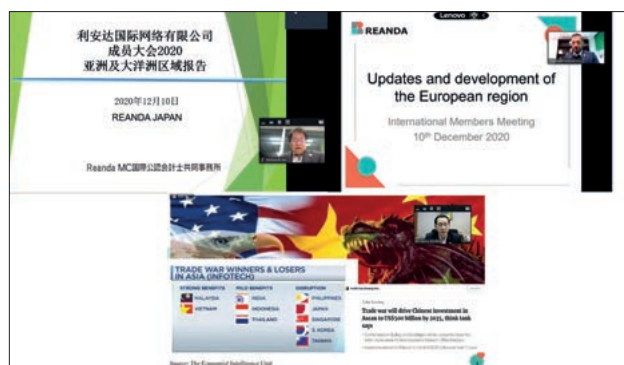 利安达国际网络有限公司
成员大会2020
亚洲及大洋洲区域报告
2020年12月10日
REANDA JAPAN
Reanda MC国際公認会計士共同事務所
Lenovo
REANDA
Updates and development of
the European region
International Members Meeting
10th December 2020
TRADE WAR WINNERS & LOSERS
IN ASIA (INFOTECH)
STRONG BENEFITS
MALAYSIA
VIETNAM
MILD BENEFITS
INDIA
INDONESIA
THAILAND
DISRUPTION
PHILIPPINES
JAPAN
SINGAPORE
S.KOREA
TAIWAN
Trade war will drive Chinese investment in
Asean to US$500 billion by 2035, think tank
says
Source: The Economist Intelligence Unit